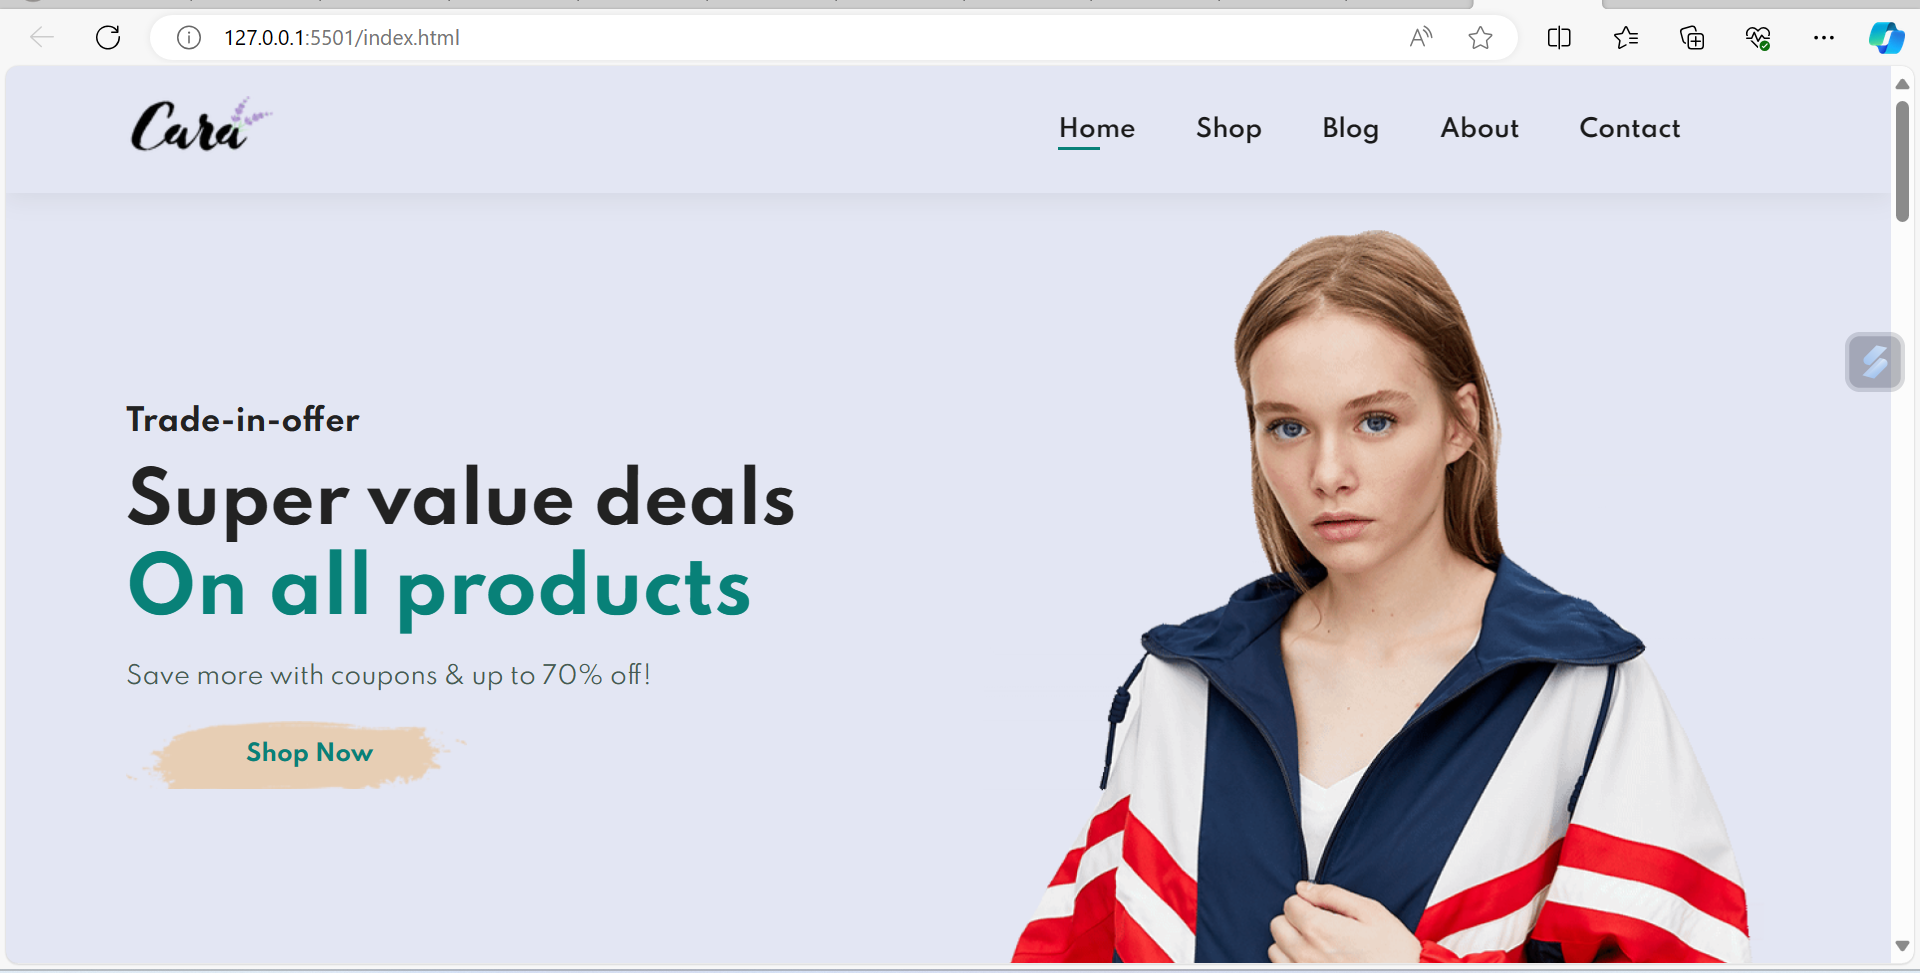 127.0.0.1:5501/index.html
Cara
Home Shop Blog About Contact
Trade-in-offer
Super value deals
On all products
Save more with coupons & up to 70% off!
Shop Now